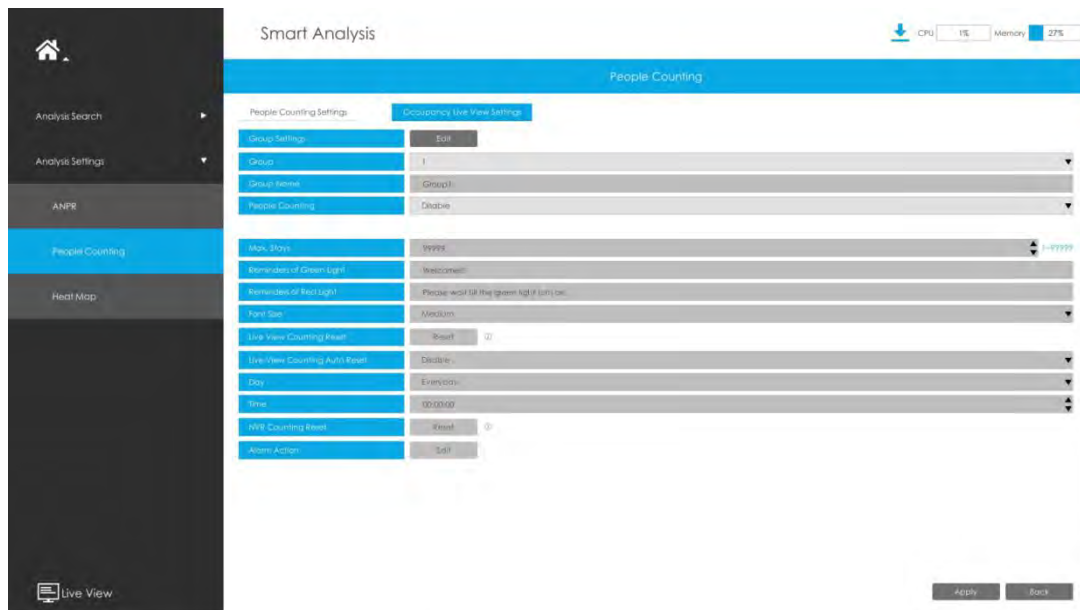 Smart Analysis
CPU 1% Memory 27%
People Counting
Analysis Search
Analysis Settings
ANPR
People Counting
Heat Map
Live View
People Counting Settings Occupancy Live View Settings
Group Settings Edit
Group 1
Group Name Group1
People Counting Disable
Max. Stays 99999 1~99999
Reminders of Green Light Welcome!!
Reminders of Red Light Please wait till the green light turns on.
Font Size Medium
Live View Counting Reset Reset
Live View Counting Auto Reset Disable
Day Everyday
Time 00:00:00
NVR Counting Reset Reset
Alarm Action Edit
Apply Back